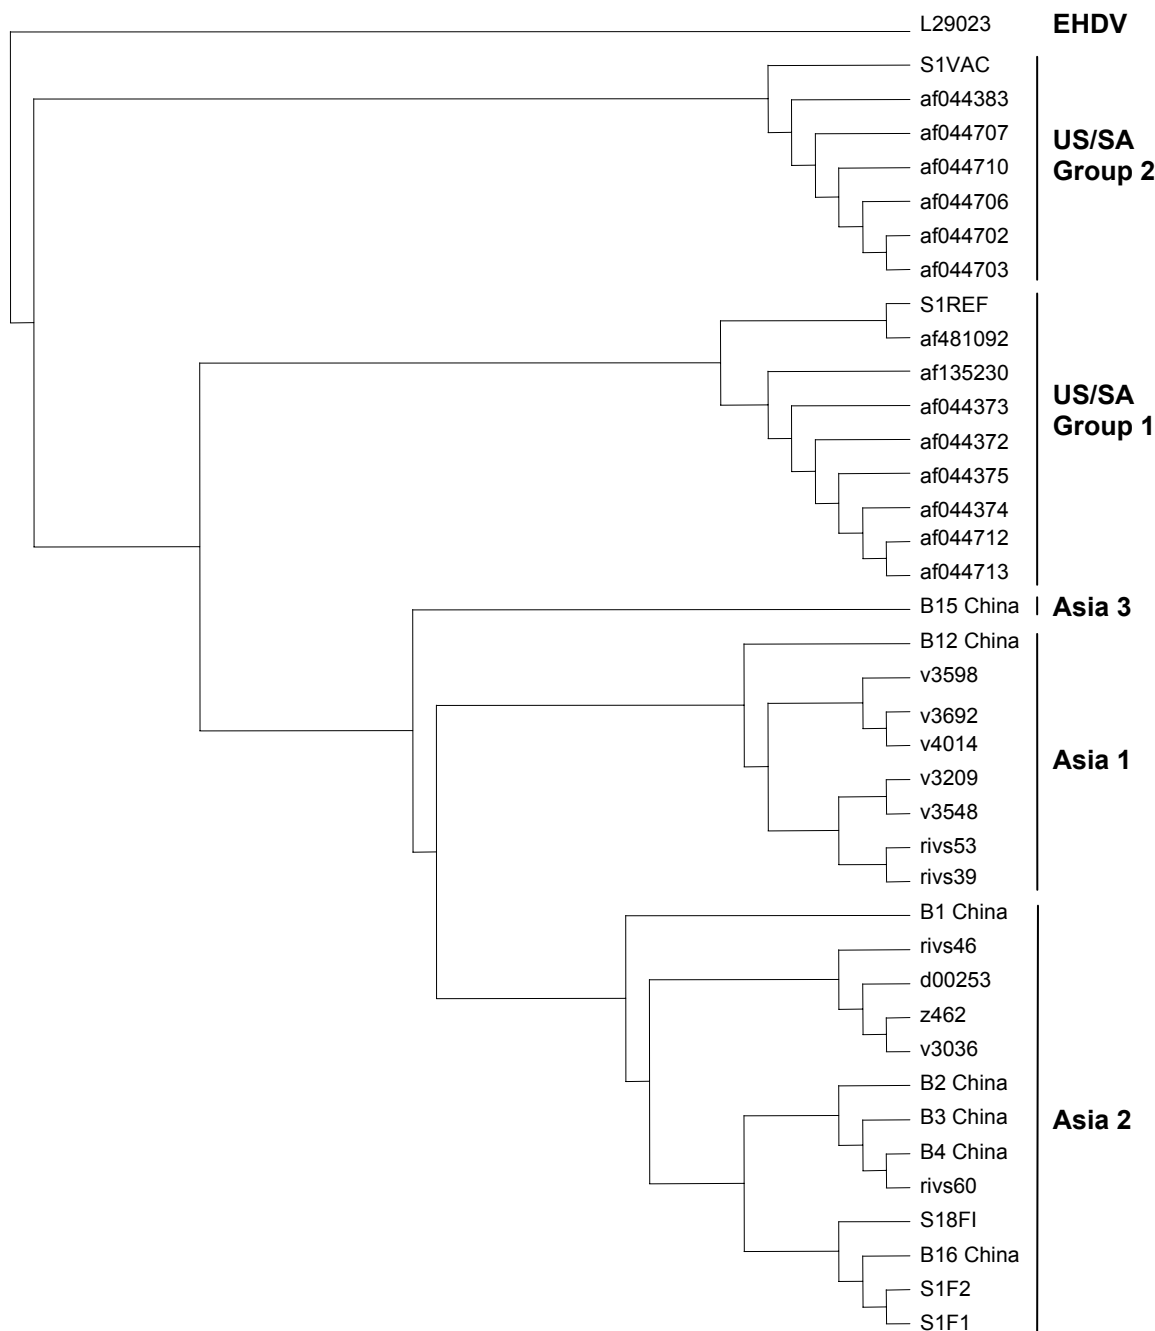 L29023 EHDV
S1VAC
af044383
af044707
US/SA
af044710
Group 2
af044706
af044702
af044703
S1REF
af481092
af135230
US/SA
af044373
Group 1
af044372
af044375
af044374
af044712
af044713
B15 China Asia 3
B12 China
v3598
v3692
v4014
Asia 1
v3209
v3548
rivs53
rivs39
B1 China
rivs46
d00253
z462
v3036
B2 China
B3 China Asia 2
B4 China
rivs60
S18FI
B16 China
S1F2
S1F1